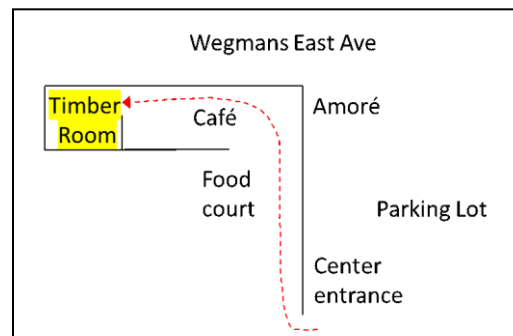 Wegmans East Ave
Timber
Room
Café
Amoré
Food
court
Parking Lot
Center
entrance